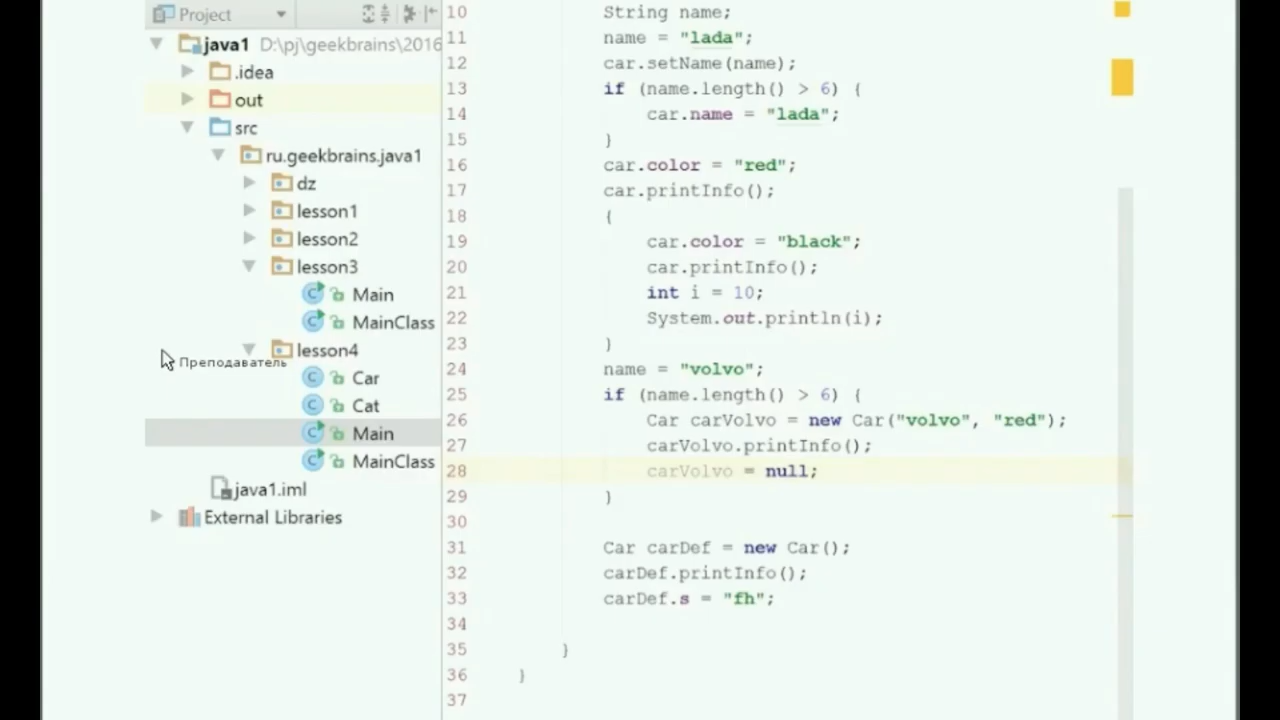 Project
java1 D:\pj\geekbrains\2016
.idea
out
src
ru.geekbrains.java1
dz
lesson1
lesson2
lesson3
Main
MainClass
lesson4
Преподаватель
Car
Cat
Main
MainClass
java1.iml
External Libraries
10 String name;
11 name = "lada";
12 car.setName(name);
13 if (name.length() > 6) {
14 car.name = "lada";
15 }
16 car.color = "red";
17 car.printInfo();
18 {
19 car.color = "black";
20 car.printInfo();
21 int i = 10;
22 System.out.println(i);
23 }
24 name = "volvo";
25 if (name.length() > 6) {
26 Car carVolvo = new Car("volvo", "red");
27 carVolvo.printInfo();
28 carVolvo = null;
29 }
30
31 Car carDef = new Car();
32 carDef.printInfo();
33 carDef.s = "fh";
34
35 }
36 }
37